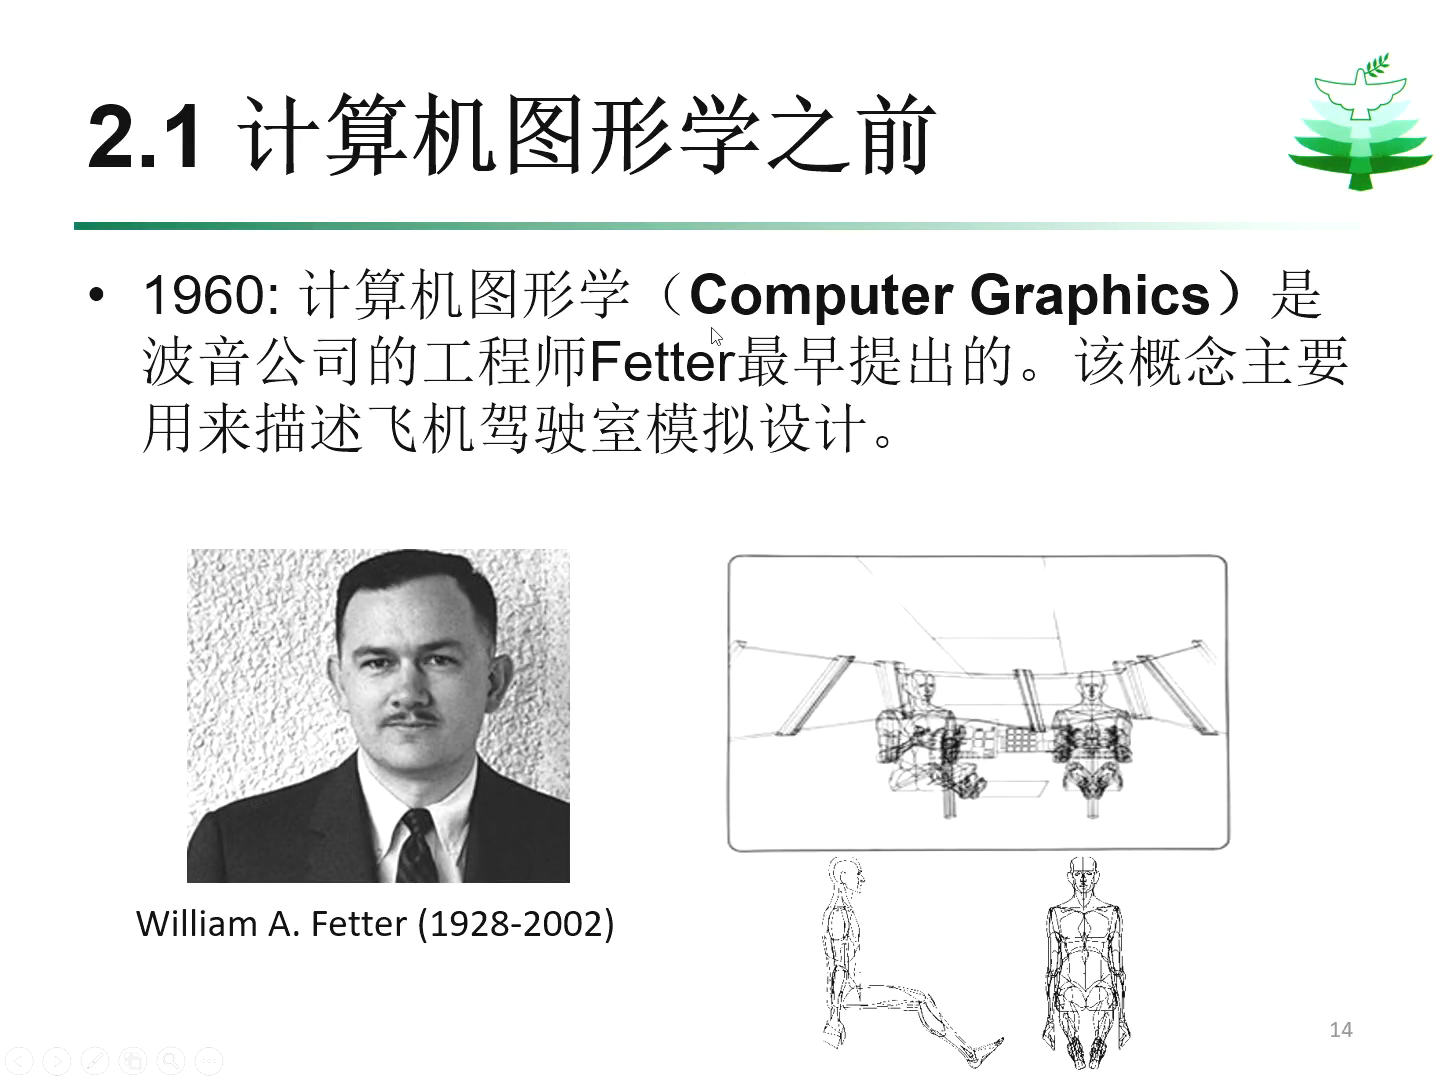 2.1 计算机图形学之前
• 1960: 计算机图形学（Computer Graphics）是
波音公司的工程师Fetter最早提出的。该概念主要
用来描述飞机驾驶室模拟设计。
William A. Fetter (1928-2002)
14